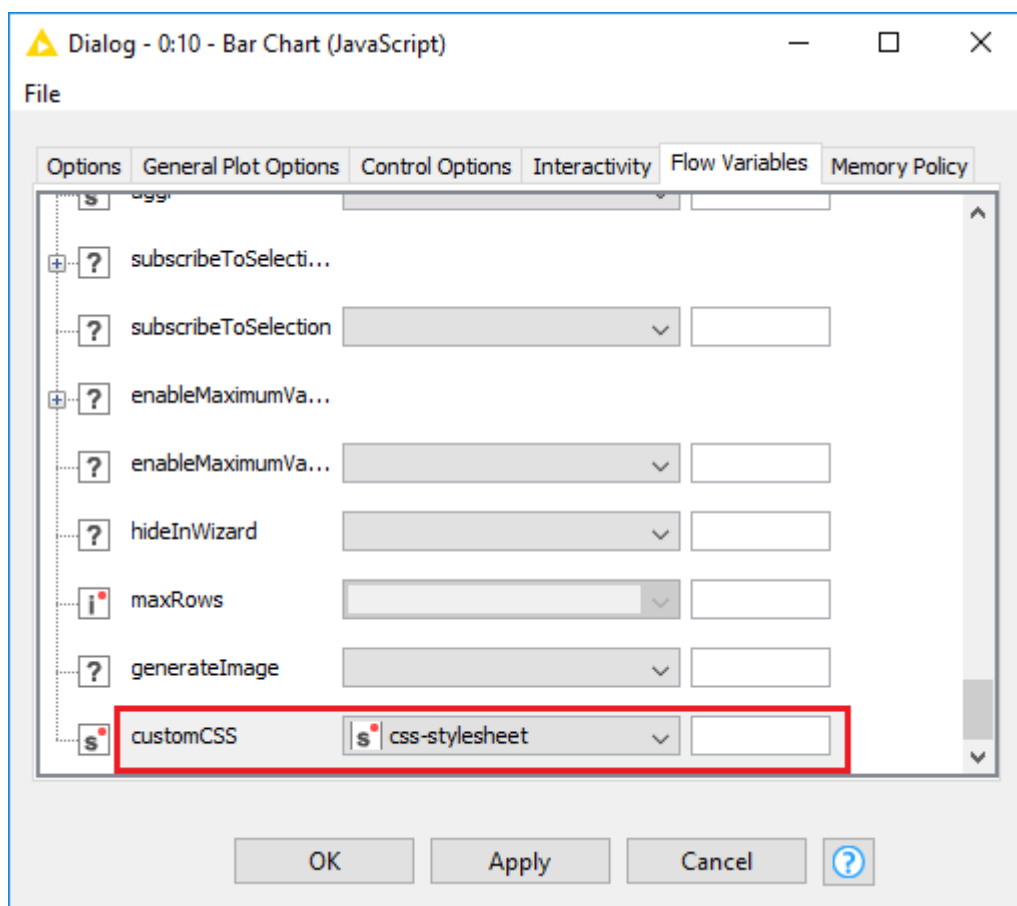 Dialog - 0:10 - Bar Chart (JavaScript)
File
Options General Plot Options Control Options Interactivity Flow Variables Memory Policy
s aggr
? subscribeToSelecti...
? subscribeToSelection
? enableMaximumVa...
? enableMaximumVa...
? hideInWizard
i maxRows
? generateImage
s customCSS s css-stylesheet
OK Apply Cancel ?